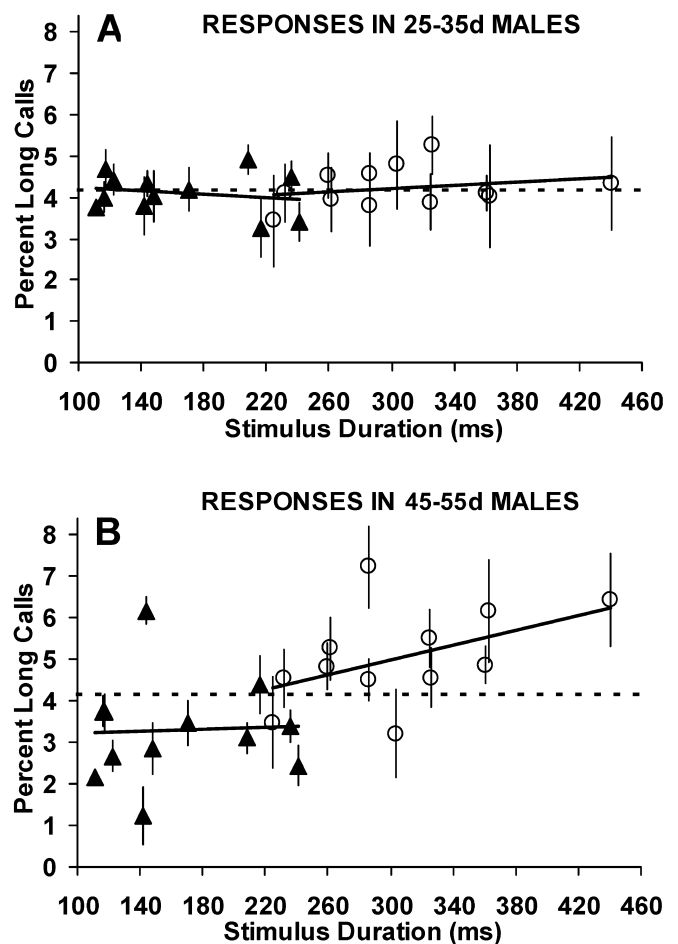 A
RESPONSES IN 25-35d MALES
8
7
6
5
4
3
2
1
0
Percent Long Calls
100 140 180 220 260 300 340 380 420 460
Stimulus Duration (ms)
B
RESPONSES IN 45-55d MALES
8
7
6
5
4
3
2
1
0
Percent Long Calls
100 140 180 220 260 300 340 380 420 460
Stimulus Duration (ms)